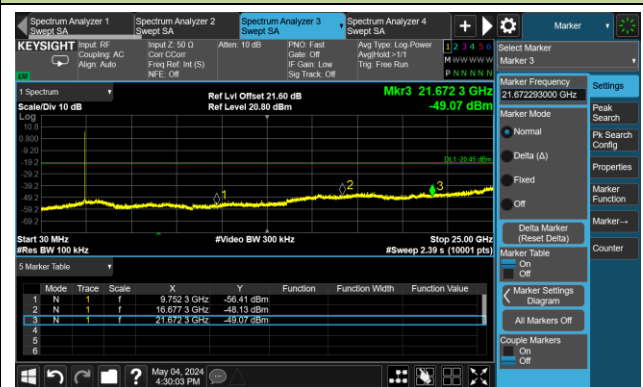 Spectrum Analyzer 1
Swept SA
Spectrum Analyzer 2
Swept SA
Spectrum Analyzer 3
Swept SA
Spectrum Analyzer 4
Swept SA
Marker
KEYSIGHT
Input: RF
Coupling: AC
Align: Auto
Input Z: 50 Ω
Corr CCorr
Freq Ref: Int (S)
NFE: Off
Atten: 10 dB
PNO: Fast
Gate: Off
IF Gain: Low
Sig Track: Off
Avg Type: Log-Power
Avg|Hold:>1/1
Trig: Free Run
1 2 3 4 5 6
M W W W W W
P N N N N N
LVI
Select Marker
Marker 3
1 Spectrum
Scale/Div 10 dB
Ref Lvl Offset 21.60 dB
Ref Level 20.80 dBm
Mkr3 21.672 3 GHz
-49.07 dBm
Log
10.8
0.800
-9.20
-19.2
-29.2
-39.2
-49.2
-59.2
-69.2
DL1 -20.45 dBm
1
2
3
Start 30 MHz
#Res BW 100 kHz
#Video BW 300 kHz
Stop 25.00 GHz
#Sweep 2.39 s (10001 pts)
5 Marker Table
Mode Trace Scale X Y Function Function Width Function Value
1 N 1 f 9.752 3 GHz -56.41 dBm
2 N 1 f 16.677 3 GHz -48.13 dBm
3 N 1 f 21.672 3 GHz -49.07 dBm
4
5
6
Marker Frequency
21.672293000 GHz
Marker Mode
Normal
Delta (Δ)
Fixed
Off
Delta Marker
(Reset Delta)
Marker Table
On
Off
Marker Settings
Diagram
All Markers Off
Couple Markers
On
Off
Settings
Peak
Search
Pk Search
Config
Properties
Marker
Function
Marker→
Counter
May 04, 2024
4:30:03 PM